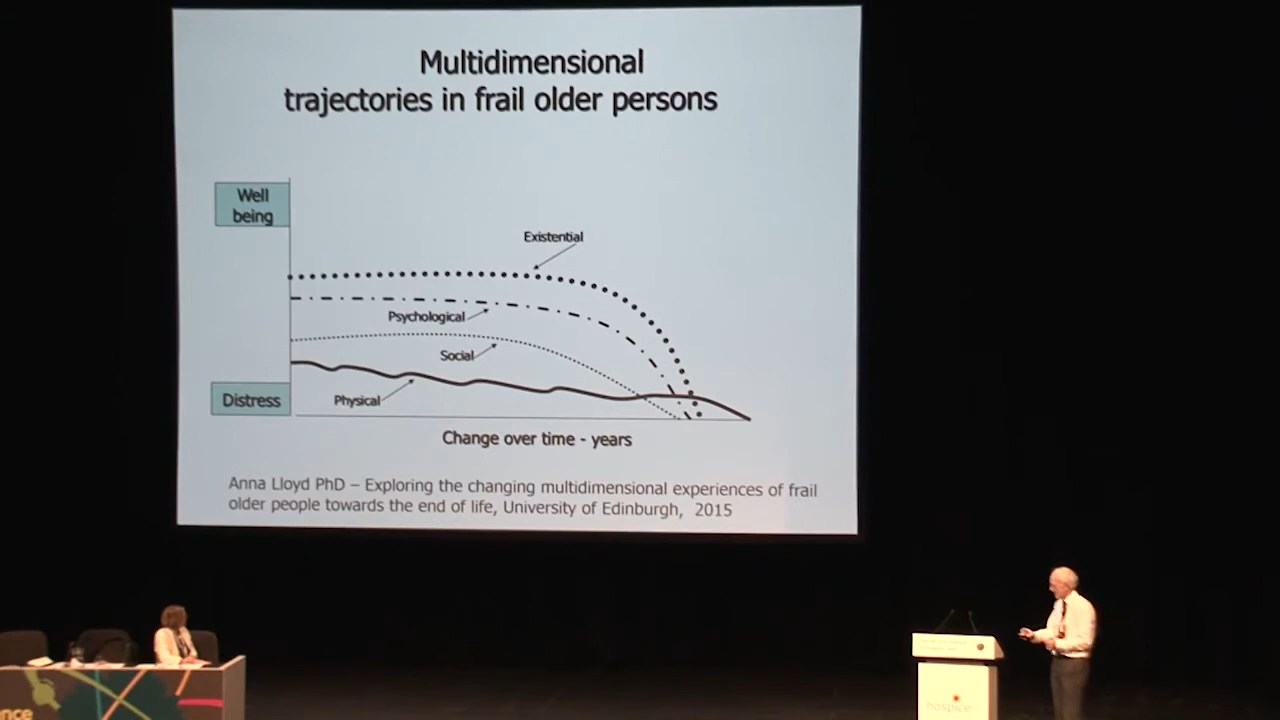 Multidimensional
trajectories in frail older persons
Well
being
Existential
Psychological
Social
Physical
Distress
Change over time - years
Anna Lloyd PhD – Exploring the changing multidimensional experiences of frail
older people towards the end of life, University of Edinburgh, 2015
hospice
nce